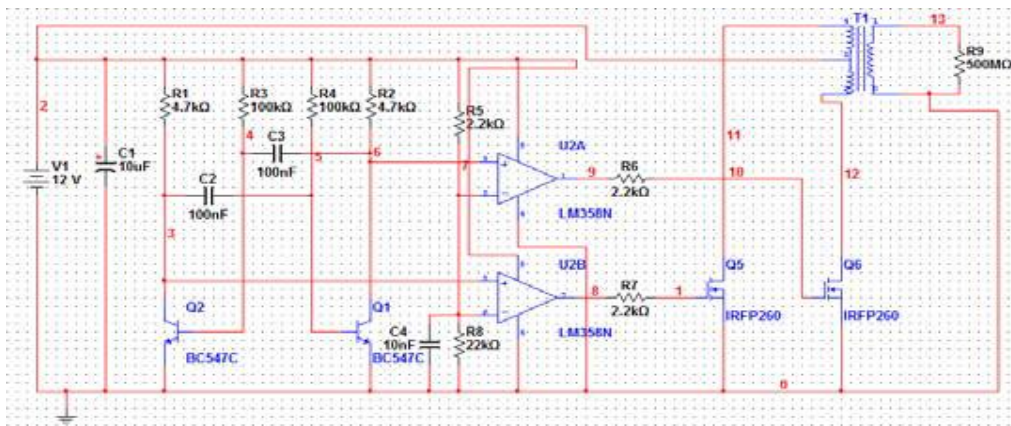 T1
13
R9
500MΩ
2
R1
4.7kΩ
R3
100kΩ
R4
100kΩ
R2
4.7kΩ
R5
2.2kΩ
4
C3
5
6
100nF
C1
10uF
V1
12 V
C2
100nF
3
7
U2A
9
R6
2.2kΩ
LM358N
11
10
12
Q2
BC547C
Q1
BC547C
C4
10nF
R8
22kΩ
U2B
8
R7
2.2kΩ
LM358N
1
Q5
IRFP260
Q6
IRFP260
0